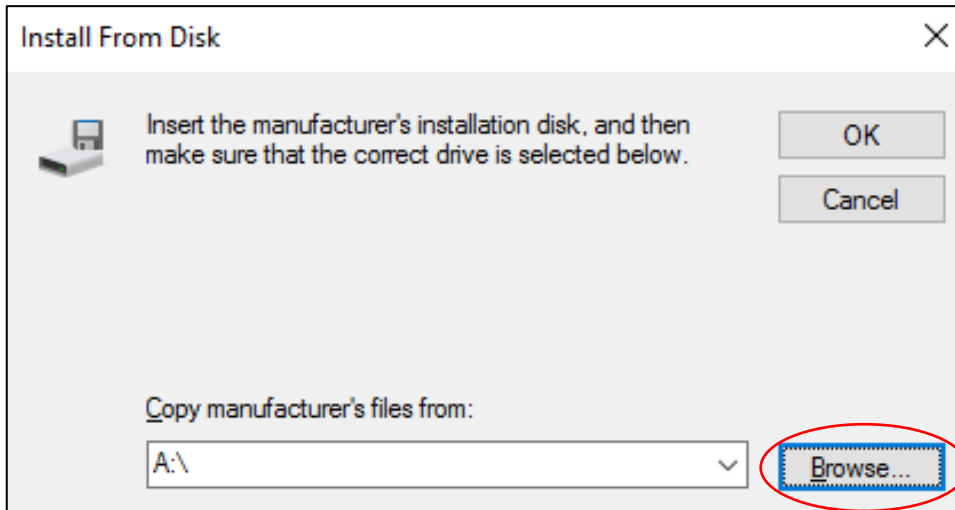 Install From Disk
Insert the manufacturer's installation disk, and then
make sure that the correct drive is selected below.
OK
Cancel
Copy manufacturer's files from:
A:\
Browse...